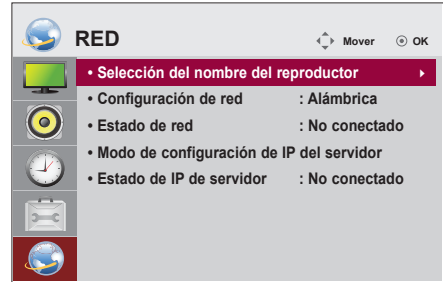 RED
Mover OK
• Selección del nombre del reproductor
• Configuración de red : Alámbrica
• Estado de red : No conectado
• Modo de configuración de IP del servidor
• Estado de IP de servidor : No conectado